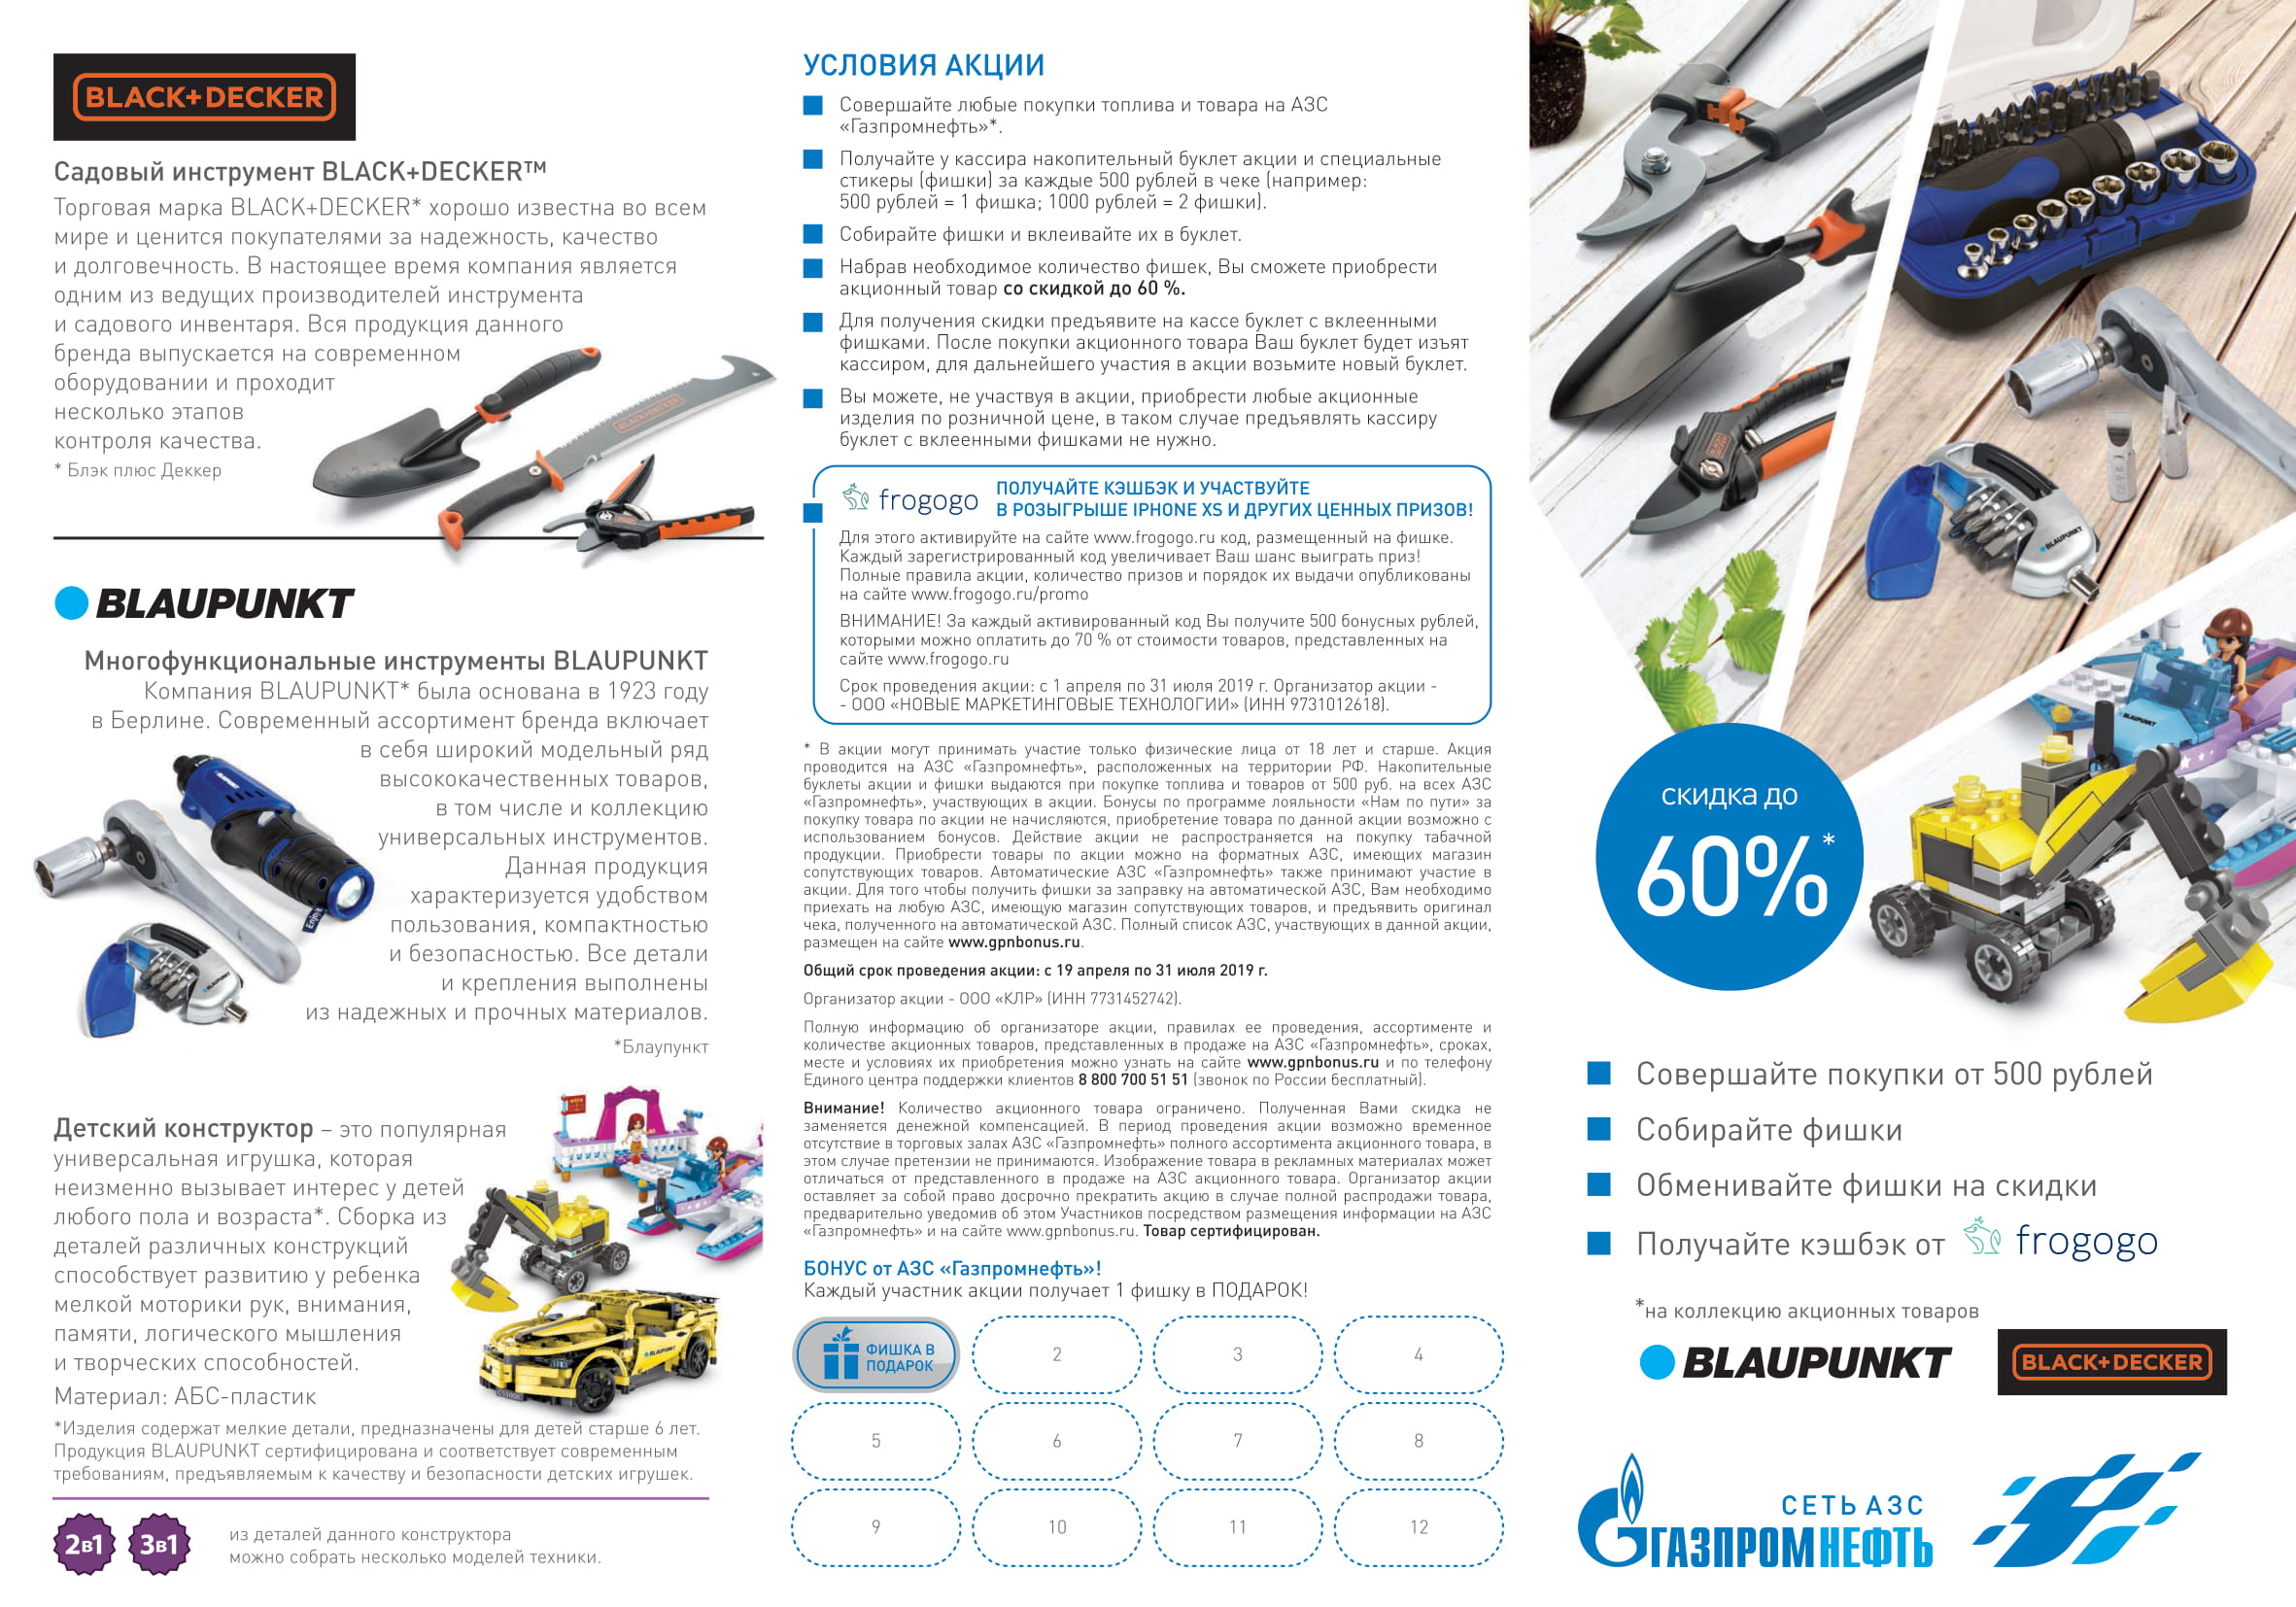 BLACK+DECKER
Садовый инструмент BLACK+DECKER™
Торговая марка BLACK+DECKER* хорошо известна во всем
мире и ценится покупателями за надежность, качество
и долговечность. В настоящее время компания является
одним из ведущих производителей инструмента
и садового инвентаря. Вся продукция данного
бренда выпускается на современном
оборудовании и проходит
несколько этапов
контроля качества.
* Блэк плюс Деккер
BLAUPUNKT
Многофункциональные инструменты BLAUPUNKT
Компания BLAUPUNKT* была основана в 1923 году
в Берлине. Современный ассортимент бренда включает
в себя широкий модельный ряд
высококачественных товаров,
в том числе и коллекцию
универсальных инструментов.
Данная продукция
характеризуется удобством
пользования, компактностью
и безопасностью. Все детали
и крепления выполнены
из надежных и прочных материалов.
*Блаупункт
Детский конструктор – это популярная
универсальная игрушка, которая
неизменно вызывает интерес у детей
любого пола и возраста*. Сборка из
деталей различных конструкций
способствует развитию у ребенка
мелкой моторики рук, внимания,
памяти, логического мышления
и творческих способностей.
Материал: АБС-пластик
*Изделия содержат мелкие детали, предназначены для детей старше 6 лет.
Продукция BLAUPUNKT сертифицирована и соответствует современным
требованиям, предъявляемым к качеству и безопасности детских игрушек.
2в1 3в1
из деталей данного конструктора
можно собрать несколько моделей техники.
УСЛОВИЯ АКЦИИ
Совершайте любые покупки топлива и товара на АЗС
«Газпромнефть»*.
Получайте у кассира накопительный буклет акции и специальные
стикеры (фишки) за каждые 500 рублей в чеке (например:
500 рублей = 1 фишка; 1000 рублей = 2 фишки).
Собирайте фишки и вклеивайте их в буклет.
Набрав необходимое количество фишек, Вы сможете приобрести
акционный товар со скидкой до 60 %.
Для получения скидки предъявите на кассе буклет с вклеенными
фишками. После покупки акционного товара Ваш буклет будет изъят
кассиром, для дальнейшего участия в акции возьмите новый буклет.
Вы можете, не участвуя в акции, приобрести любые акционные
изделия по розничной цене, в таком случае предъявлять кассиру
буклет с вклеенными фишками не нужно.
frogogo
ПОЛУЧАЙТЕ КЭШБЭК И УЧАСТВУЙТЕ
В РОЗЫГРЫШЕ IPHONE XS И ДРУГИХ ЦЕННЫХ ПРИЗОВ!
Для этого активируйте на сайте www.frogogo.ru код, размещенный на фишке.
Каждый зарегистрированный код увеличивает Ваш шанс выиграть приз!
Полные правила акции, количество призов и порядок их выдачи опубликованы
на сайте www.frogogo.ru/promo
ВНИМАНИЕ! За каждый активированный код Вы получите 500 бонусных рублей,
которыми можно оплатить до 70 % от стоимости товаров, представленных на
сайте www.frogogo.ru
Срок проведения акции: с 1 апреля по 31 июля 2019 г. Организатор акции -
- ООО «НОВЫЕ МАРКЕТИНГОВЫЕ ТЕХНОЛОГИИ» (ИНН 9731012618).
* В акции могут принимать участие только физические лица от 18 лет и старше. Акция
проводится на АЗС «Газпромнефть», расположенных на территории РФ. Накопительные
буклеты акции и фишки выдаются при покупке топлива и товаров от 500 руб. на всех АЗС
«Газпромнефть», участвующих в акции. Бонусы по программе лояльности «Нам по пути» за
покупку товара по акции не начисляются, приобретение товара по данной акции возможно с
использованием бонусов. Действие акции не распространяется на покупку табачной
продукции. Приобрести товары по акции можно на форматных АЗС, имеющих магазин
сопутствующих товаров. Автоматические АЗС «Газпромнефть» также принимают участие в
акции. Для того чтобы получить фишки за заправку на автоматической АЗС, Вам необходимо
приехать на любую АЗС, имеющую магазин сопутствующих товаров, и предъявить оригинал
чека, полученного на автоматической АЗС. Полный список АЗС, участвующих в данной акции,
размещен на сайте www.gpnbonus.ru.
Общий срок проведения акции: с 19 апреля по 31 июля 2019 г.
Организатор акции - ООО «КЛР» (ИНН 7731452742).
Полную информацию об организаторе акции, правилах ее проведения, ассортименте и
количестве акционных товаров, представленных в продаже на АЗС «Газпромнефть», сроках,
месте и условиях их приобретения можно узнать на сайте www.gpnbonus.ru и по телефону
Единого центра поддержки клиентов 8 800 700 51 51 (звонок по России бесплатный).
Внимание! Количество акционного товара ограничено. Полученная Вами скидка не
заменяется денежной компенсацией. В период проведения акции возможно временное
отсутствие в торговых залах АЗС «Газпромнефть» полного ассортимента акционного товара, в
этом случае претензии не принимаются. Изображение товара в рекламных материалах может
отличаться от представленного в продаже на АЗС акционного товара. Организатор акции
оставляет за собой право досрочно прекратить акцию в случае полной распродажи товара,
предварительно уведомив об этом Участников посредством размещения информации на АЗС
«Газпромнефть» и на сайте www.gpnbonus.ru. Товар сертифицирован.
БОНУС от АЗС «Газпромнефть»!
Каждый участник акции получает 1 фишку в ПОДАРОК!
ФИШКА В
ПОДАРОК
2 3 4
5 6 7 8
9 10 11 12
скидка до
60%*
Совершайте покупки от 500 рублей
Собирайте фишки
Обменивайте фишки на скидки
Получайте кэшбэк от frogogo
*на коллекцию акционных товаров
BLAUPUNKT BLACK+DECKER
СЕТЬ АЗС
ГАЗПРОМНЕФТЬ